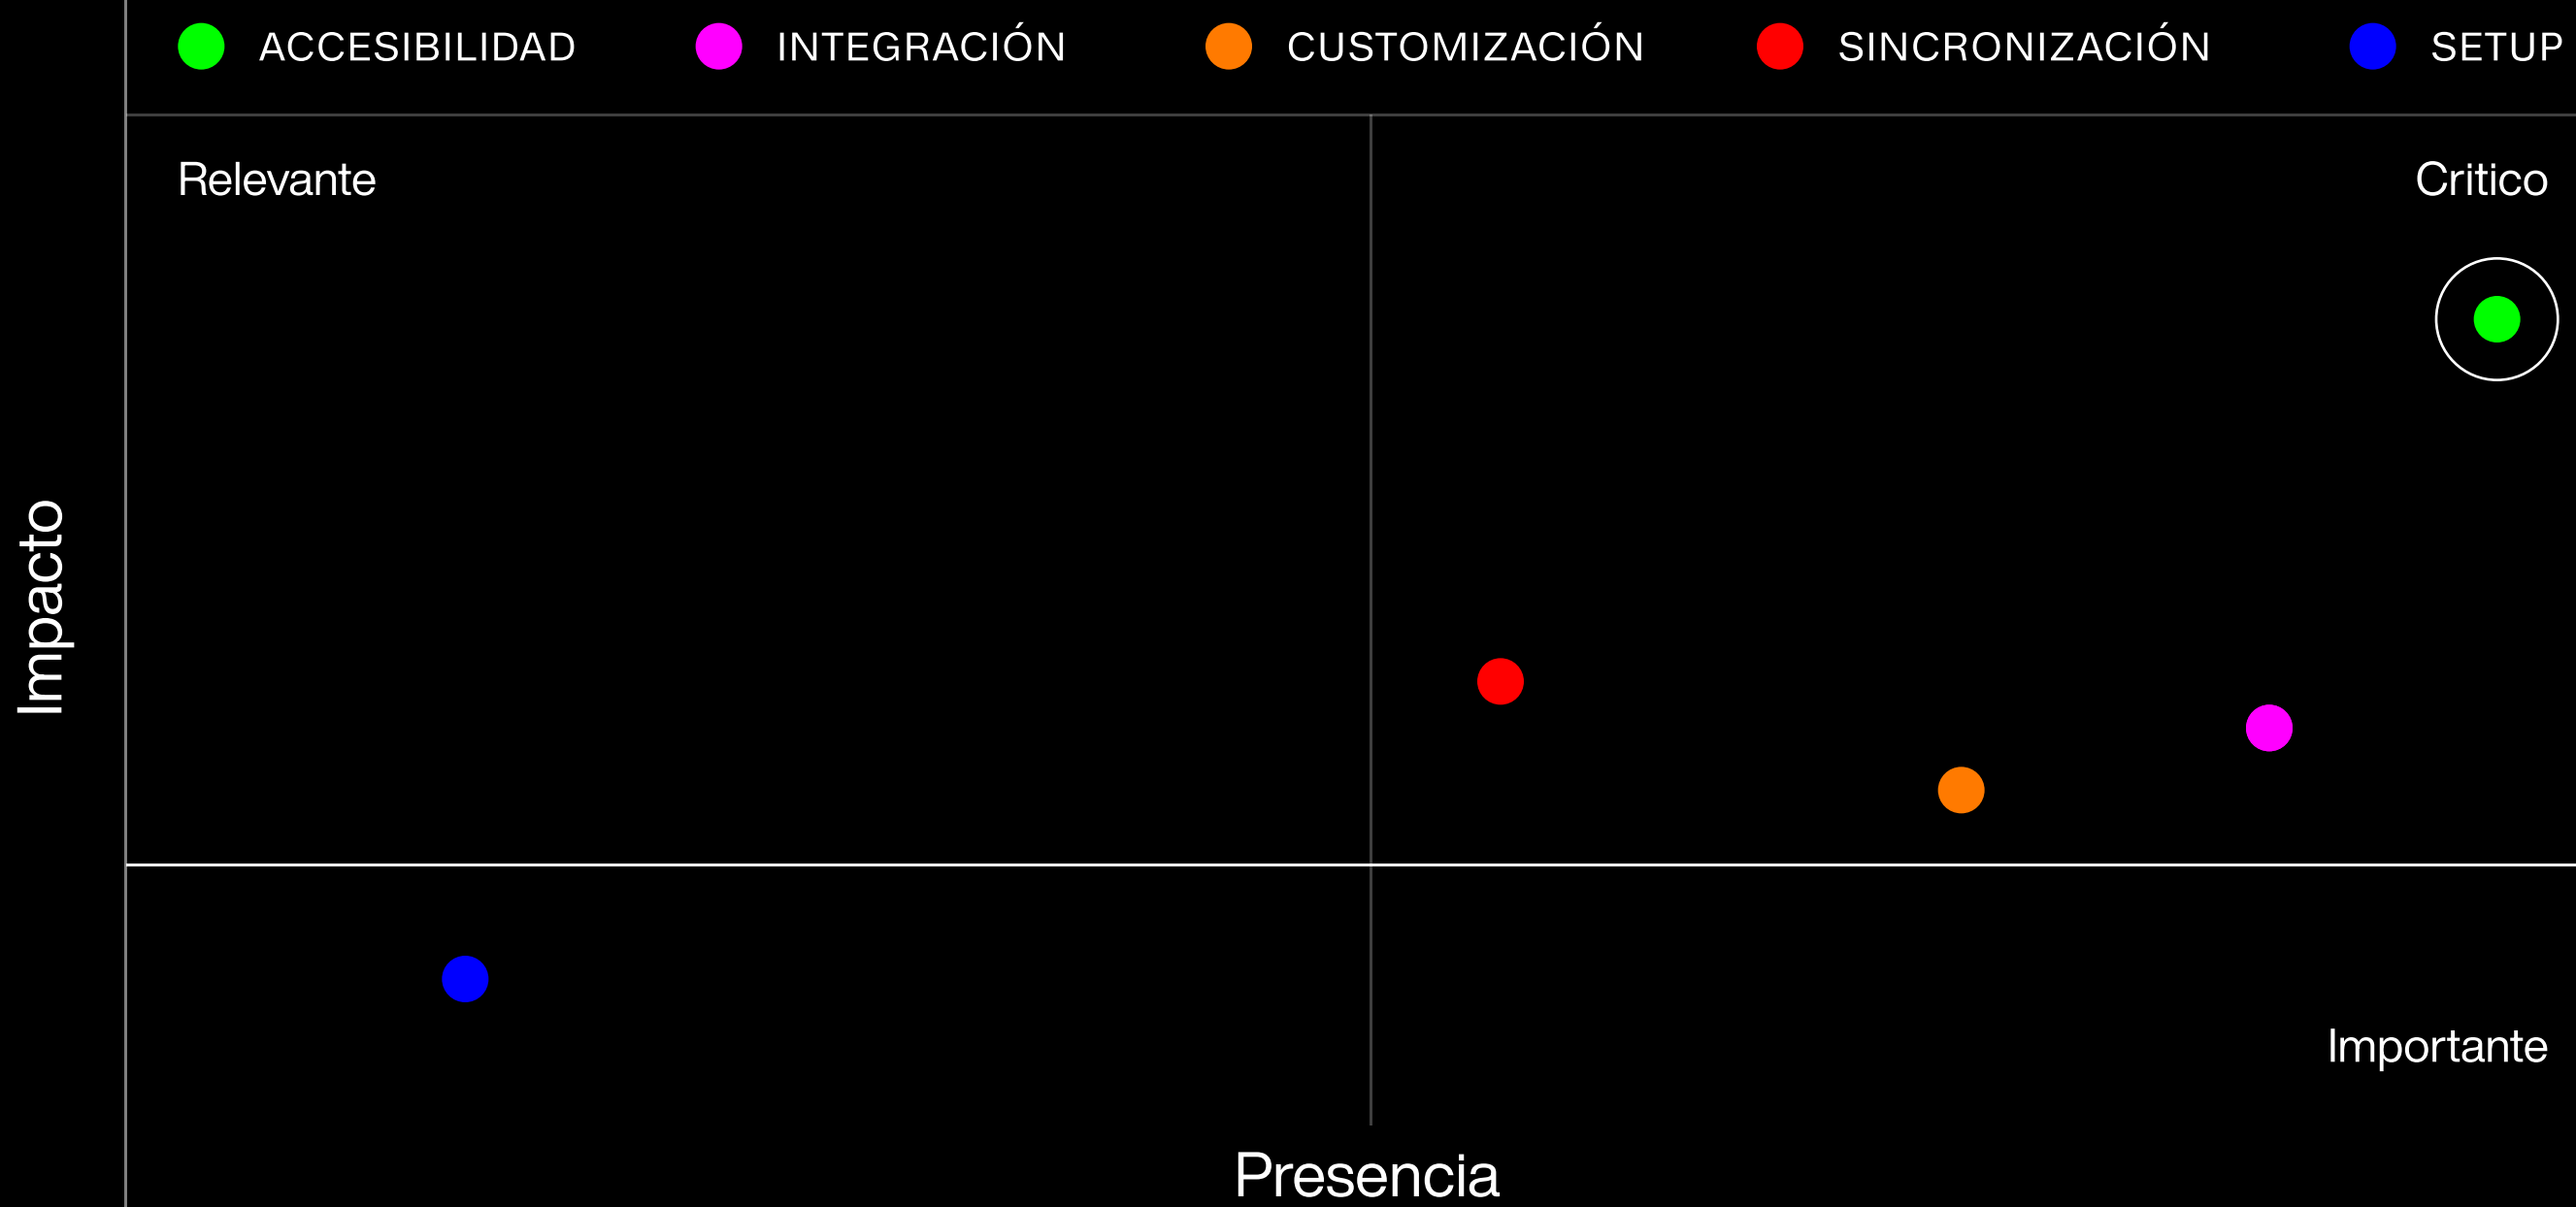 ACCESIBILIDAD
INTEGRACIÓN
CUSTOMIZACIÓN
SINCRONIZACIÓN
SETUP
Relevante
Critico
Impacto
Importante
Presencia